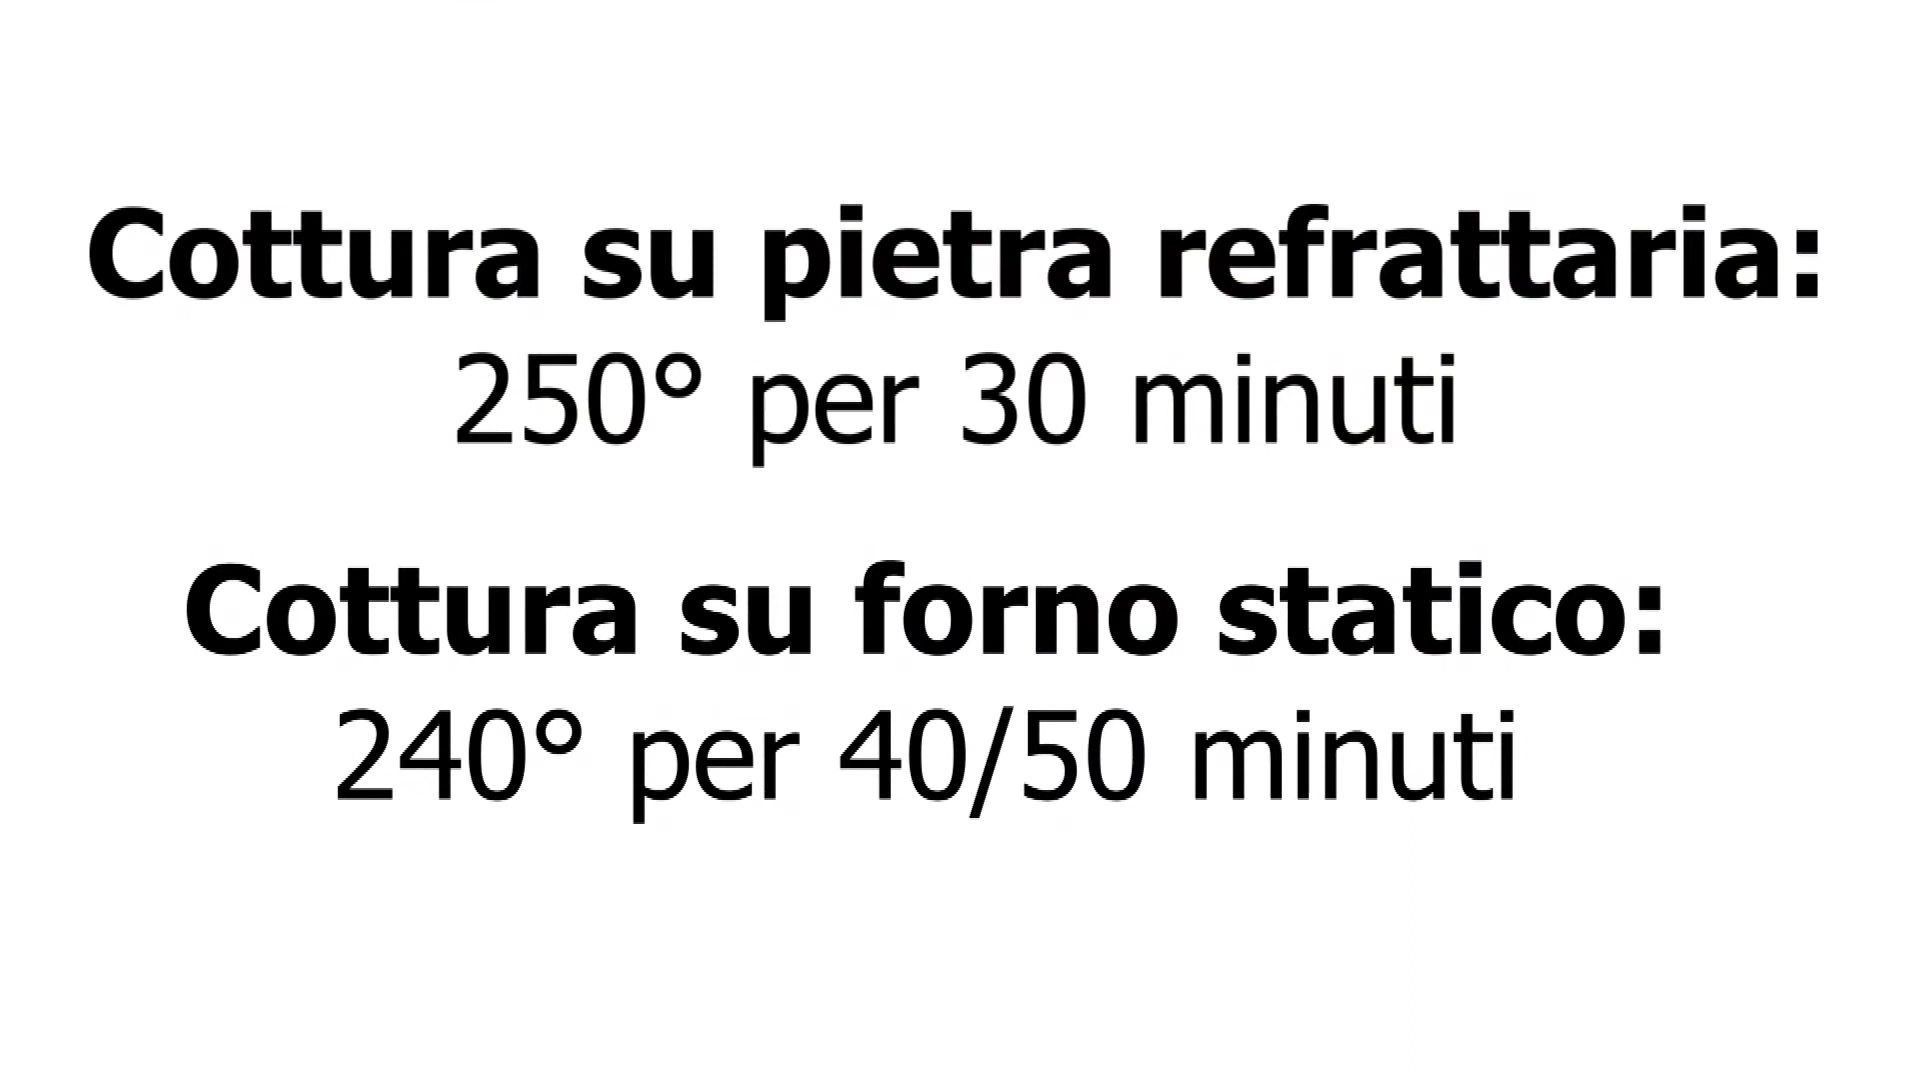 Cottura su pietra refrattaria:
250° per 30 minuti
Cottura su forno statico:
240° per 40/50 minuti